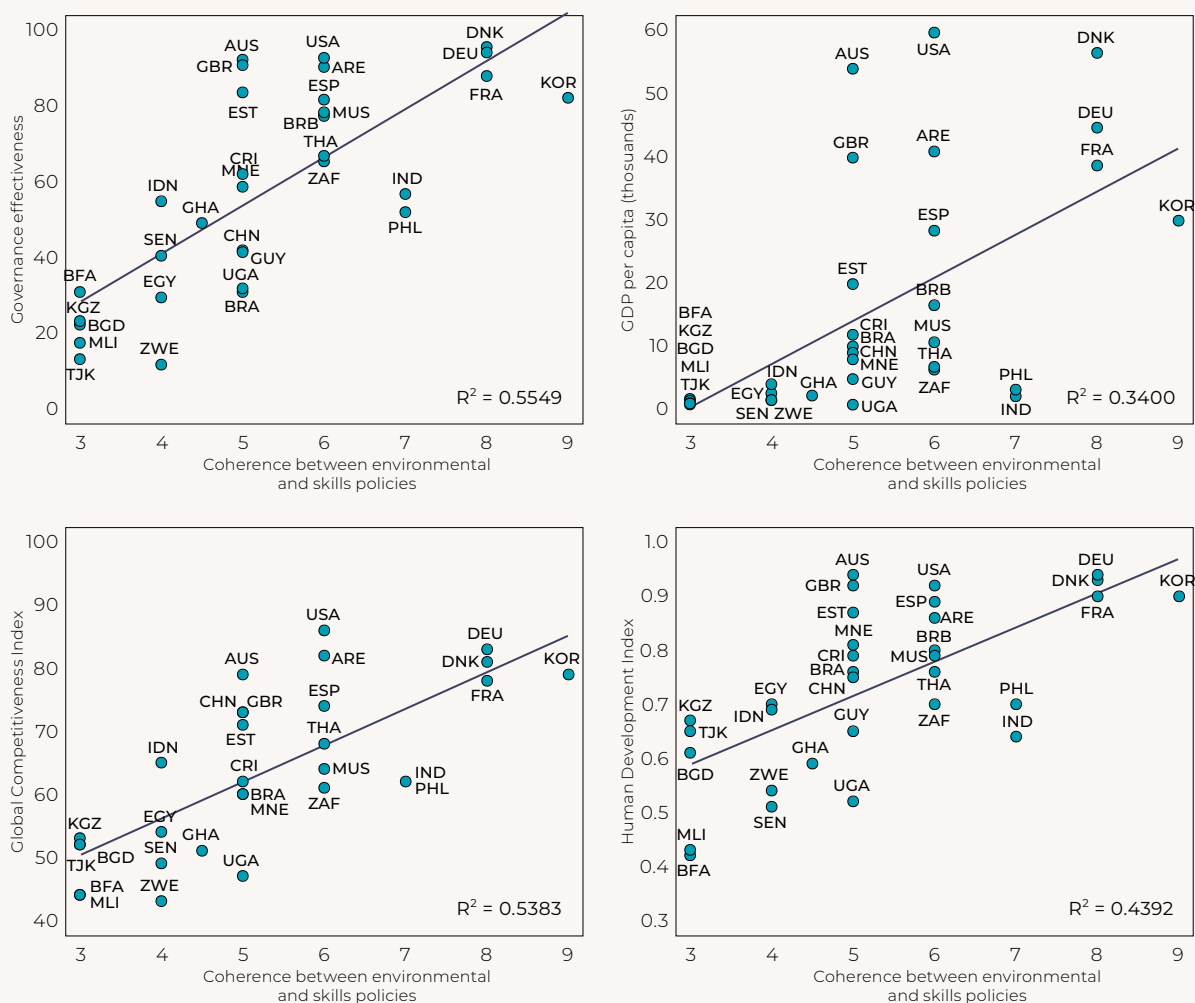 Governance effectiveness
100
80
60
40
20
0
AUS
GBR
EST
USA
ARE
ESP
MUS
BRB
THA
ZAF
DNK
DEU
FRA
KOR
CRI
MNE
IDN
GHA
IND
PHL
SEN
CHN
GUY
BFA
EGY
UGA
BRA
KGZ
BGD
MLI
TJK
ZWE
R² = 0.5549
3 4 5 6 7 8 9
Coherence between environmental
and skills policies
GDP per capita (thosuands)
60
50
40
30
20
10
0
USA
DNK
AUS
DEU
GBR
ARE
FRA
ESP
KOR
EST
BRB
BFA
KGZ
BGD
MLI
TJK
CRI
BRA
CHN
MNE
MUS
THA
ZAF
IDN
EGY
SEN ZWE
GHA
GUY
UGA
PHL
IND
R² = 0.3400
3 4 5 6 7 8 9
Coherence between environmental
and skills policies
Global Competitiveness Index
100
90
80
70
60
50
40
USA
ARE
AUS
DEU
DNK
FRA
KOR
CHN GBR
EST
ESP
THA
IDN
CRI
BRA
MNE
MUS
ZAF
IND
PHL
KGZ
TJK
BGD
EGY
SEN
GHA
UGA
BFA
MLI
ZWE
R² = 0.5383
3 4 5 6 7 8 9
Coherence between environmental
and skills policies
Human Development Index
1.0
0.9
0.8
0.7
0.6
0.5
0.4
0.3
AUS
GBR
EST
MNE
CRI
BRA
CHN
USA
ESP
ARE
BRB
MUS
THA
ZAF
DEU
DNK
FRA
KOR
KGZ
TJK
BGD
EGY
IDN
GUY
PHL
IND
GHA
ZWE
SEN
UGA
MLI
BFA
R² = 0.4392
3 4 5 6 7 8 9
Coherence between environmental
and skills policies